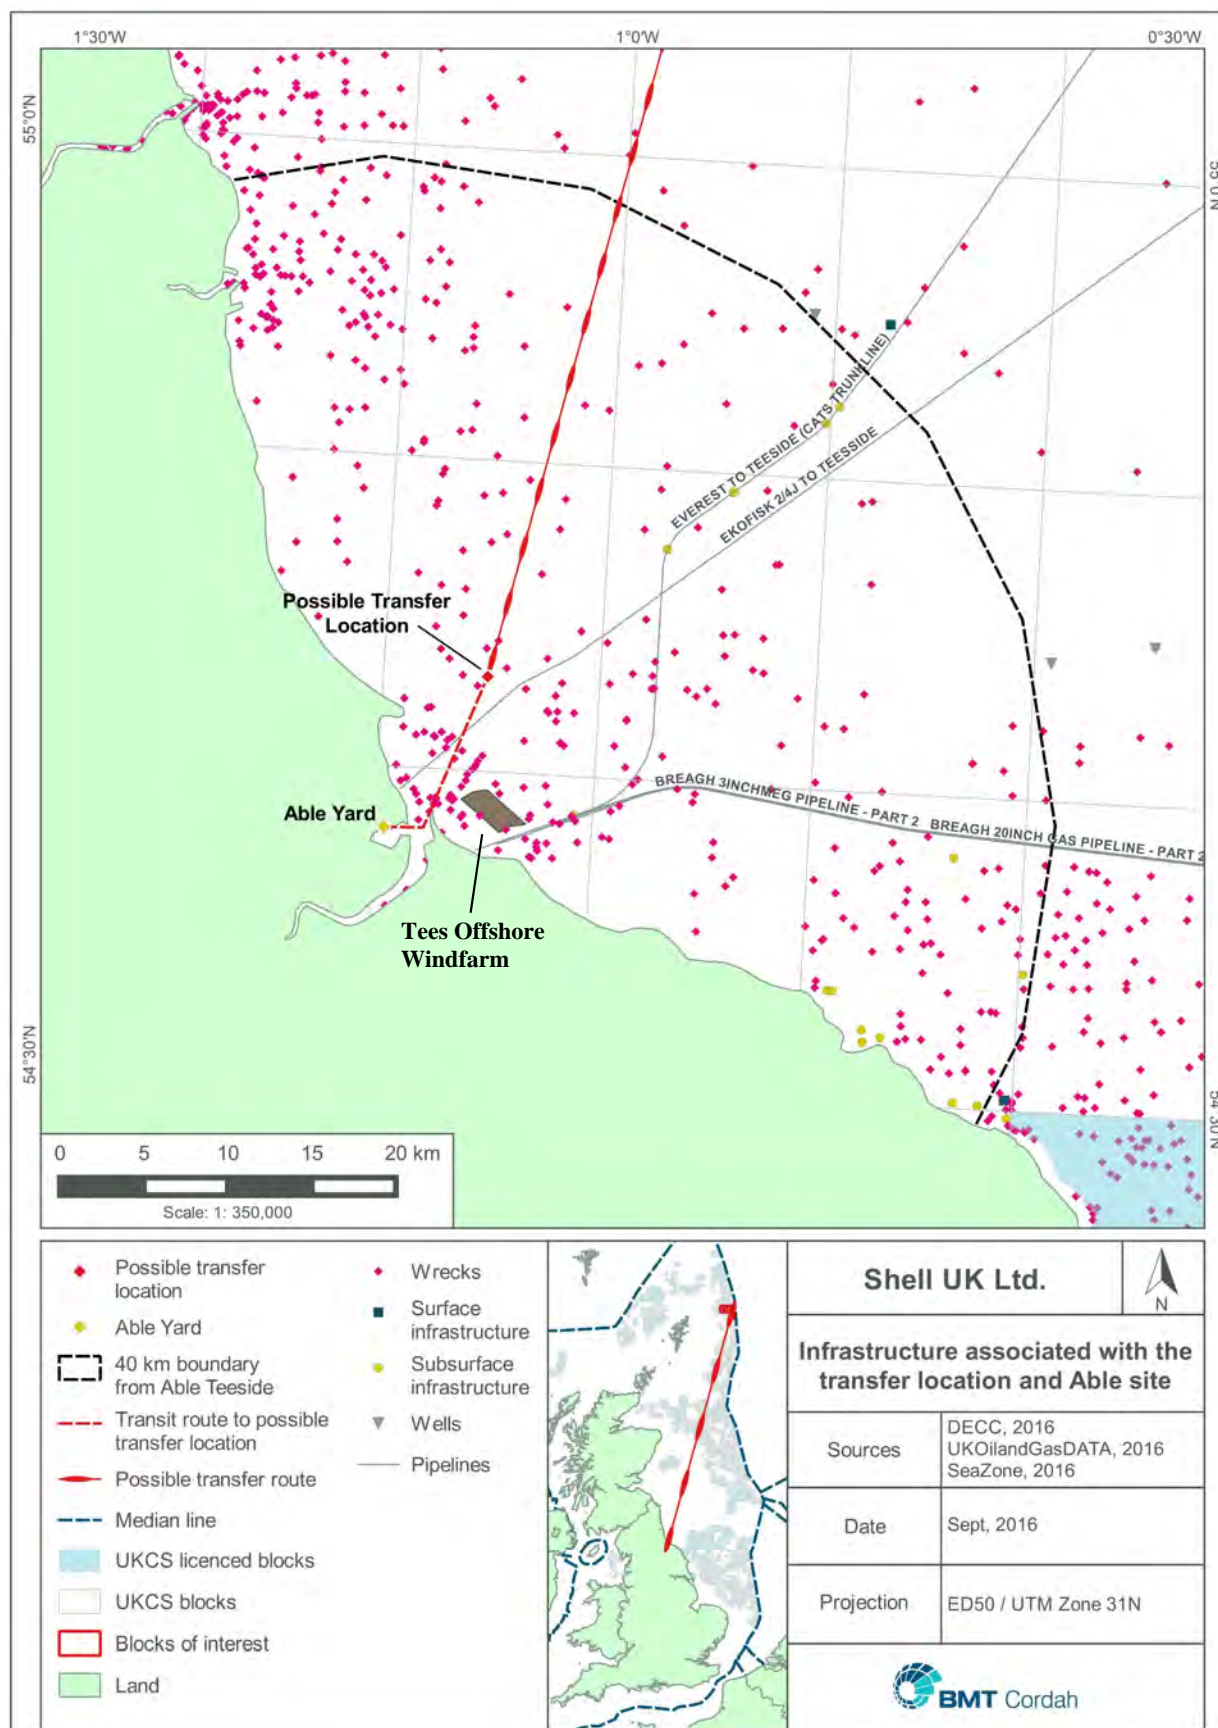 1°30'W
1°0'W
0°30'W
55°0'N
55°0'N
EVEREST TO TEESIDE (CATS TRUNKLINE)
EKOFISK 2/4J TO TEESSIDE
Possible Transfer
Location
Able Yard
BREAGH 3INCHMEG PIPELINE - PART 2
BREAGH 20INCH GAS PIPELINE - PART 2
Tees Offshore
Windfarm
54°30'N
54°30'N
0 5 10 15 20 km
Scale: 1: 350,000
Possible transfer
location
Able Yard
40 km boundary
from Able Teeside
Transit route to possible
transfer location
Possible transfer route
Median line
UKCS licenced blocks
UKCS blocks
Blocks of interest
Land
Wrecks
Surface
infrastructure
Subsurface
infrastructure
Wells
Pipelines
Shell UK Ltd.
N
Infrastructure associated with the
transfer location and Able site
Sources
DECC, 2016
UKOilandGasDATA, 2016
SeaZone, 2016
Date
Sept, 2016
Projection
ED50 / UTM Zone 31N
BMT Cordah